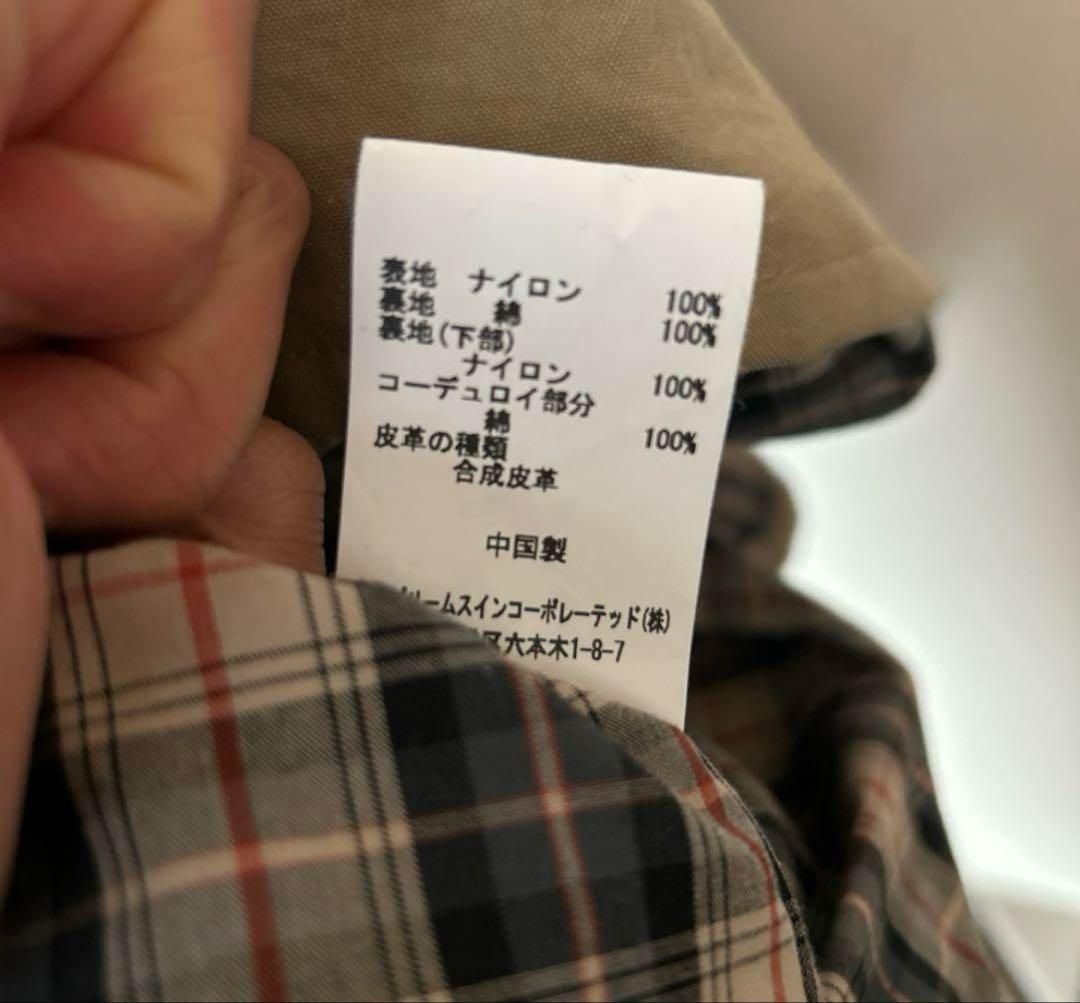 表地 ナイロン 100%
裏地 綿 100%
裏地(下部)
ナイロン 100%
コーデュロイ部分
綿 100%
皮革の種類
合成皮革
中国製
ームスインコーポレーテッド(株)
区六本木1-8-7